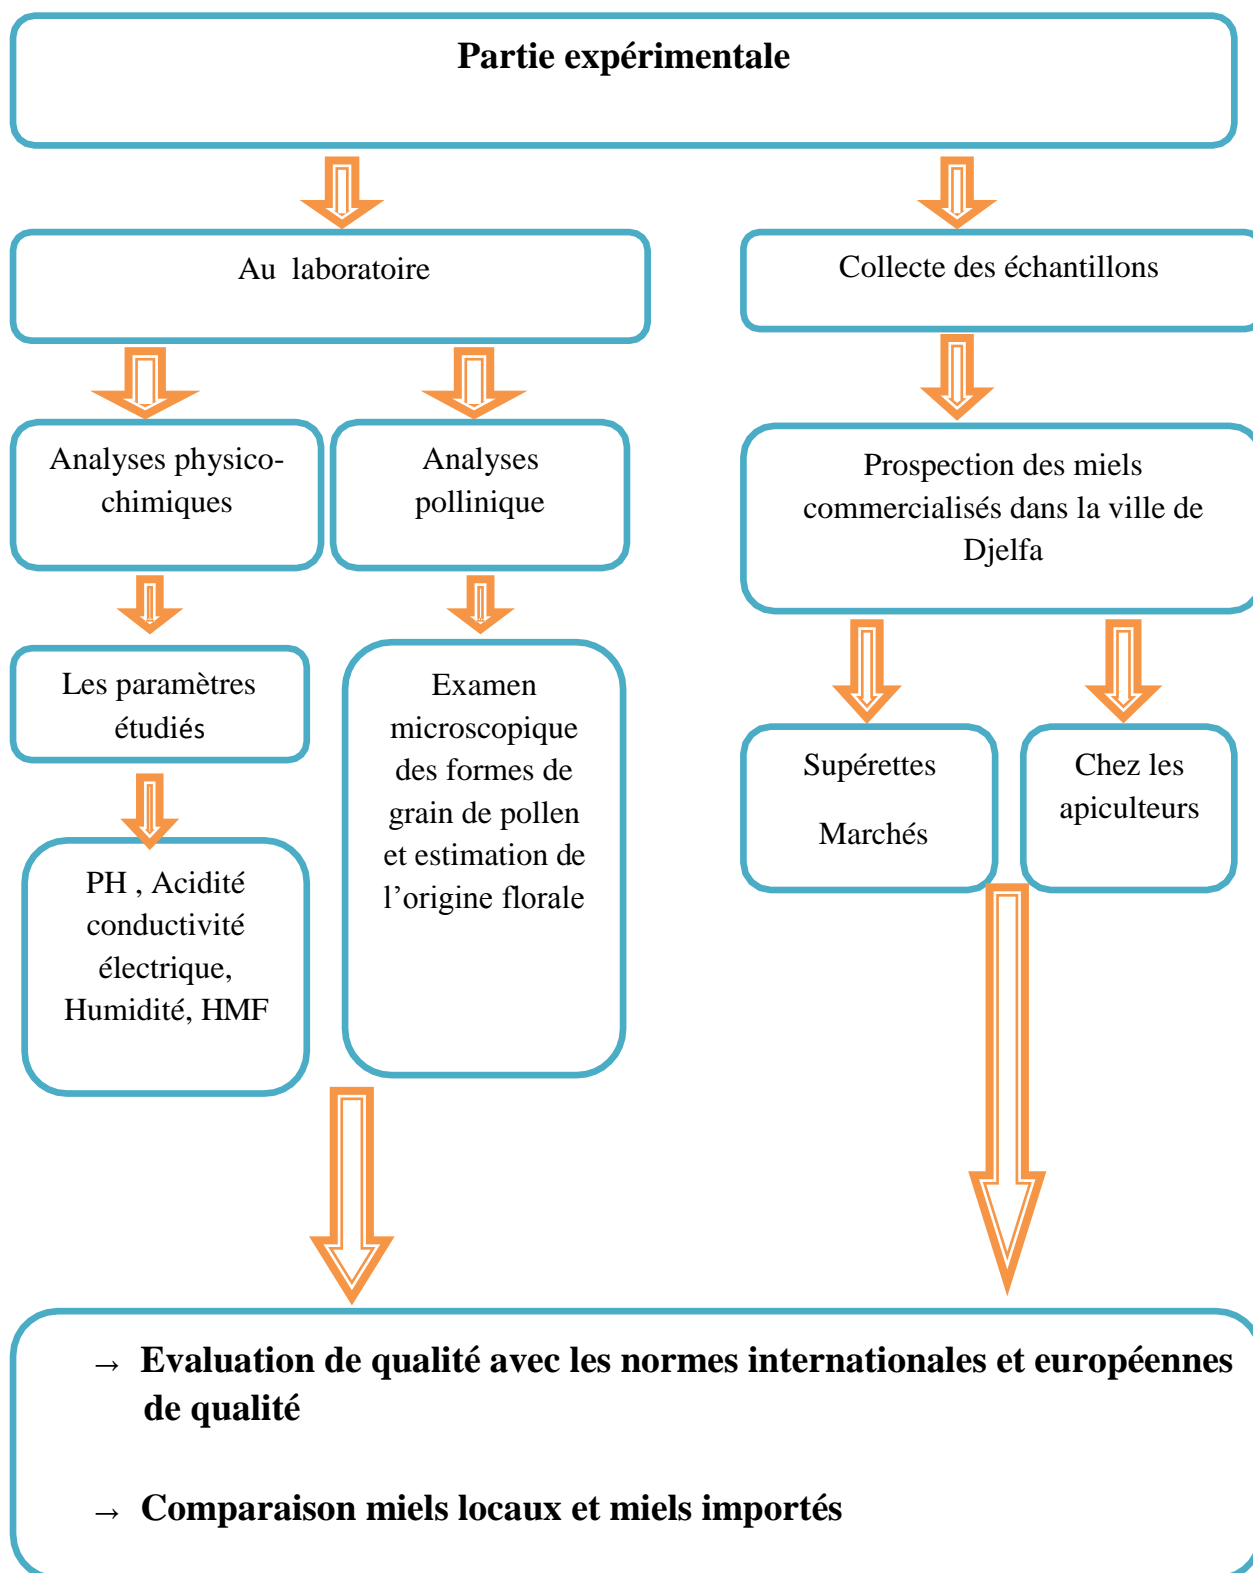 Partie expérimentale
Au laboratoire
Collecte des échantillons
Analyses physico-
chimiques
Analyses
pollinique
Prospection des miels
commercialisés dans la ville de
Djelfa
Les paramètres
étudiés
Examen
microscopique
des formes de
grain de pollen
et estimation de
l’origine florale
Supérettes
Marchés
Chez les
apiculteurs
PH , Acidité
conductivité
électrique,
Humidité, HMF
→ Evaluation de qualité avec les normes internationales et européennes
de qualité
→ Comparaison miels locaux et miels importés